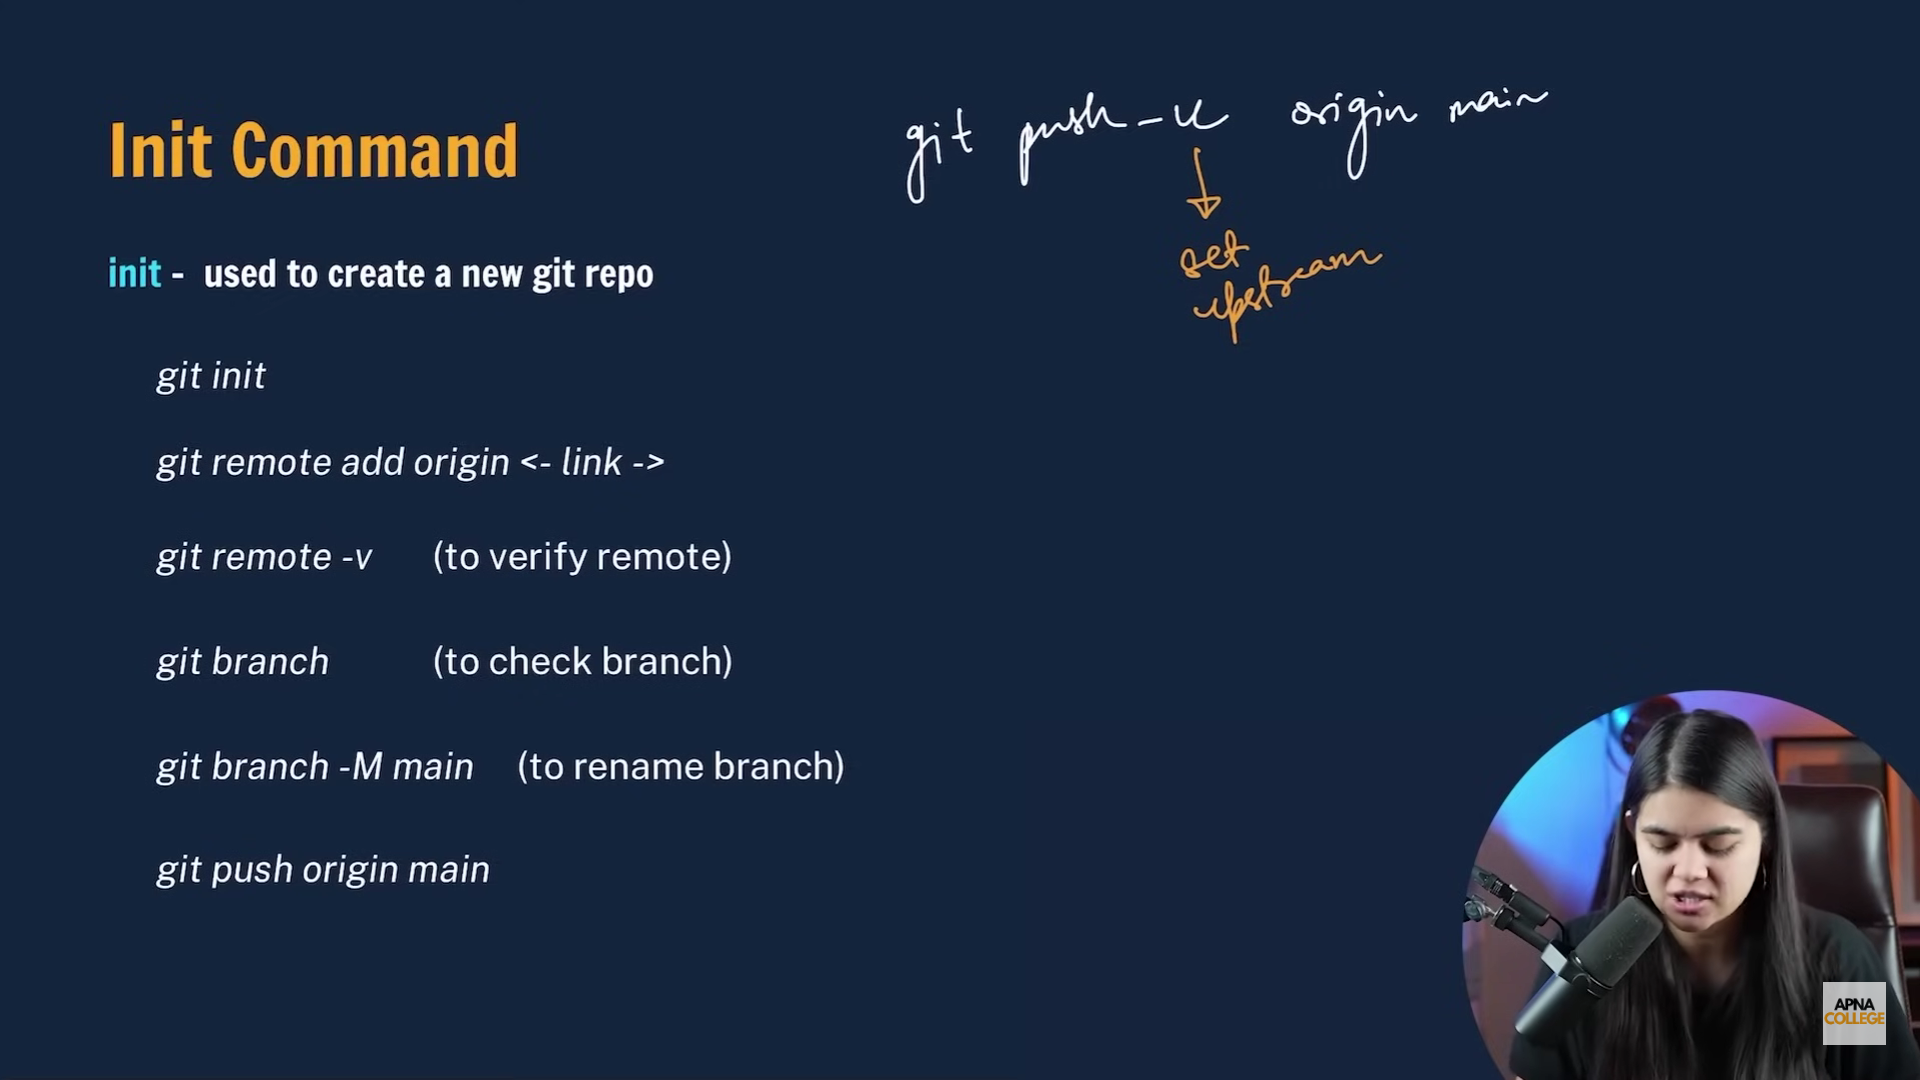 Init Command
git push -u origin main
set
upstream
init - used to create a new git repo
git init
git remote add origin <- link ->
git remote -v (to verify remote)
git branch (to check branch)
git branch -M main (to rename branch)
git push origin main
APNA
COLLEGE